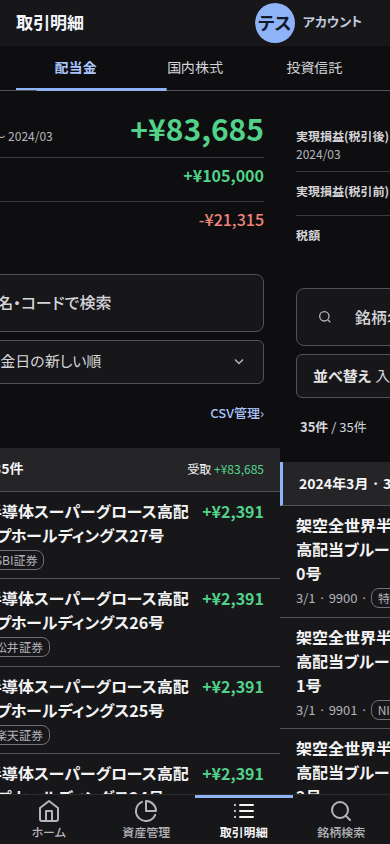 取引明細
テス アカウント
配当金 国内株式 投資信託
~ 2024/03 +¥83,685
+¥105,000
-¥21,315
名・コードで検索
金日の新しい順
CSV管理›
5件 受取 +¥83,685
導体スーパーグロース高配 +¥2,391
プホールディングス27号
SBI証券
導体スーパーグロース高配 +¥2,391
プホールディングス26号
松井証券
導体スーパーグロース高配 +¥2,391
プホールディングス25号
楽天証券
導体スーパーグロース高配 +¥2,391
実現損益(税引後)
2024/03
実現損益(税引前)
税額
銘柄
並べ替え 入
35件 / 35件
2024年3月・3
架空全世界半
高配当ブルー
0号
3/1・9900・特
架空全世界半
高配当ブルー
1号
3/1・9901・NI
架空全世界半
高配当ブルー
ホーム 資産管理 取引明細 銘柄検索